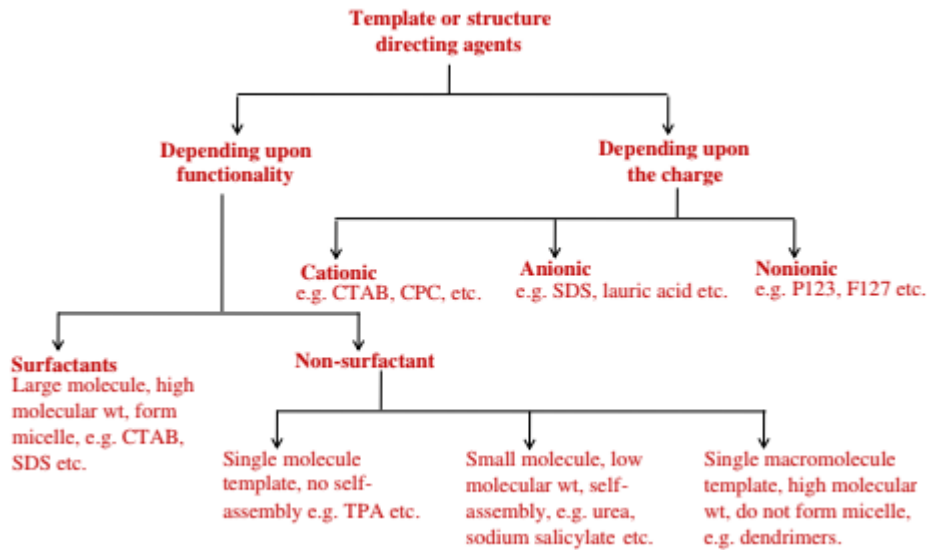 Template or structure
directing agents
Depending upon
functionality
Depending upon
the charge
Cationic
e.g. CTAB, CPC, etc.
Anionic
e.g. SDS, lauric acid etc.
Nonionic
e.g. P123, F127 etc.
Surfactants
Large molecule, high
molecular wt, form
micelle, e.g. CTAB,
SDS etc.
Non-surfactant
Single molecule
template, no self-
assembly e.g. TPA etc.
Small molecule, low
molecular wt, self-
assembly, e.g. urea,
sodium salicylate etc.
Single macromolecule
template, high molecular
wt, do not form micelle,
e.g. dendrimers.